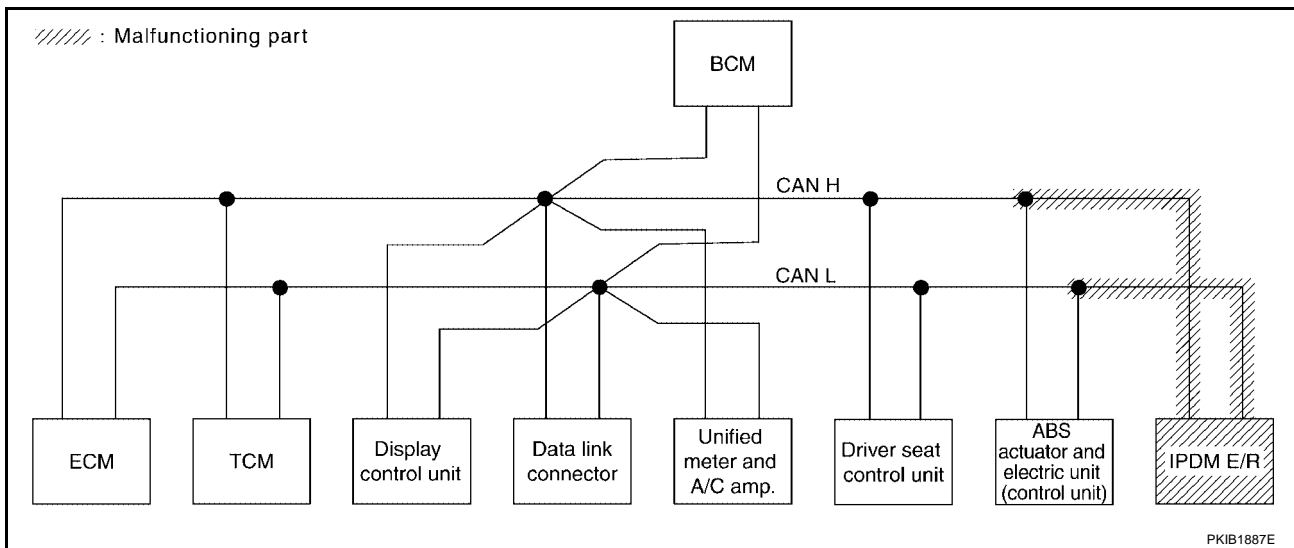 : Malfunctioning part
BCM
CAN H
CAN L
ECM
TCM
Display
control unit
Data link
connector
Unified
meter and
A/C amp.
Driver seat
control unit
ABS
actuator and
electric unit
(control unit)
IPDM E/R
PKIB1887E